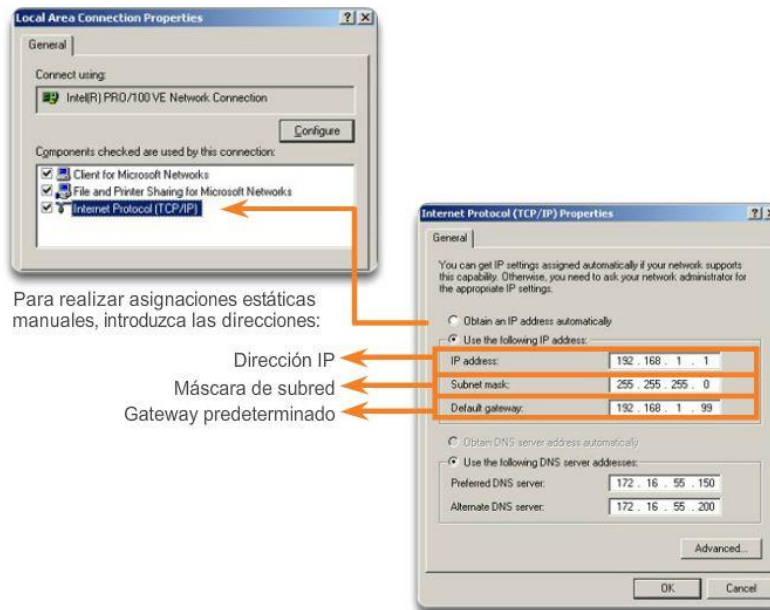 Local Area Connection Properties
General
Connect using:
Intel(R) PRO/100 VE Network Connection
Configure
Components checked are used by this connection:
Client for Microsoft Networks
File and Printer Sharing for Microsoft Networks
Internet Protocol (TCP/IP)
Para realizar asignaciones estáticas
manuales, introduzca las direcciones:
Dirección IP
Máscara de subred
Gateway predeterminado
Internet Protocol (TCP/IP) Properties
General
You can get IP settings assigned automatically if your network supports
this capability. Otherwise, you need to ask your network administrator for
the appropriate IP settings.
Obtain an IP address automatically
Use the following IP address:
IP address: 192 . 168 . 1 . 1
Subnet mask: 255 . 255 . 255 . 0
Default gateway: 192 . 168 . 1 . 99
Obtain DNS server address automatically
Use the following DNS server addresses:
Preferred DNS server: 172 . 16 . 55 . 150
Alternate DNS server: 172 . 16 . 55 . 200
Advanced...
OK Cancel